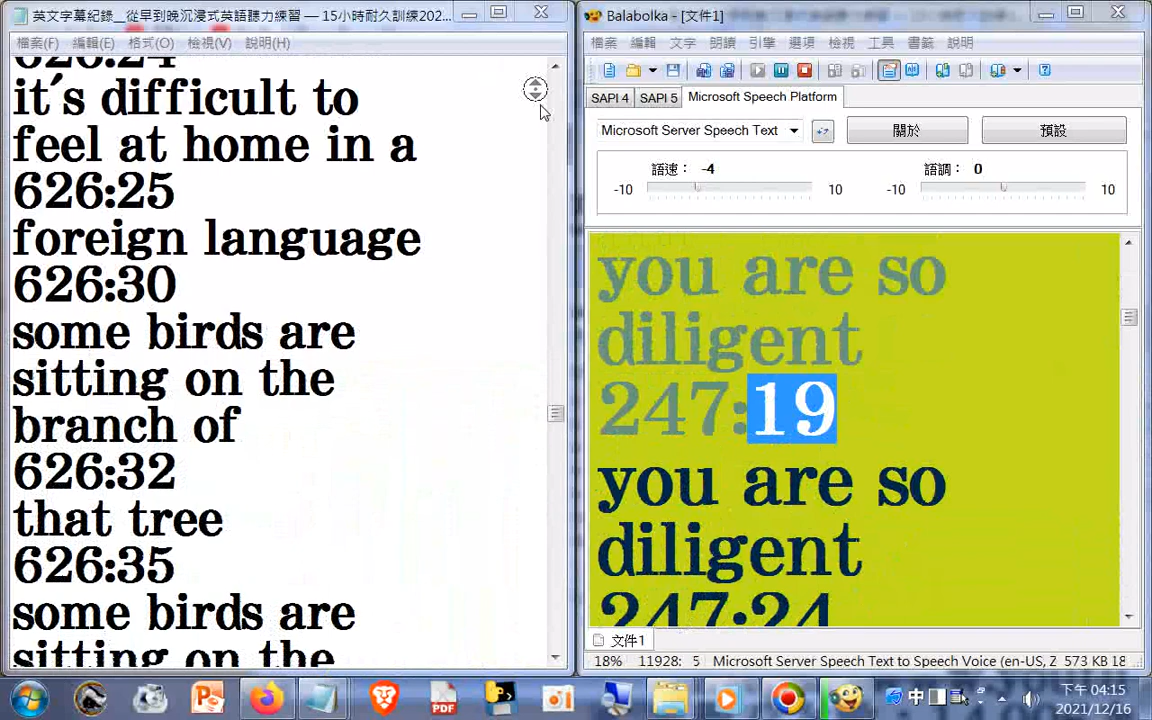 英文字幕紀錄__從早到晚沉浸式英語聽力練習 — 15小時耐久訓練202...
檔案(F) 編輯(E) 格式(O) 檢視(V) 說明(H)
626:24
it's difficult to
feel at home in a
626:25
foreign language
626:30
some birds are
sitting on the
branch of
626:32
that tree
626:35
some birds are
sitting on the
Balabolka - [文件1]
檔案 編輯 文字 朗讀 引擎 選項 檢視 工具 書籤 說明
SAPI 4 SAPI 5 Microsoft Speech Platform
Microsoft Server Speech Text 關於 預設
語速： -4 語調： 0
-10 10 -10 10
you are so
diligent
247:19
you are so
diligent
247:24
文件1
18% 11928: 5 Microsoft Server Speech Text to Speech Voice (en-US, Z 573 KB 18
中 下午 04:15
2021/12/16